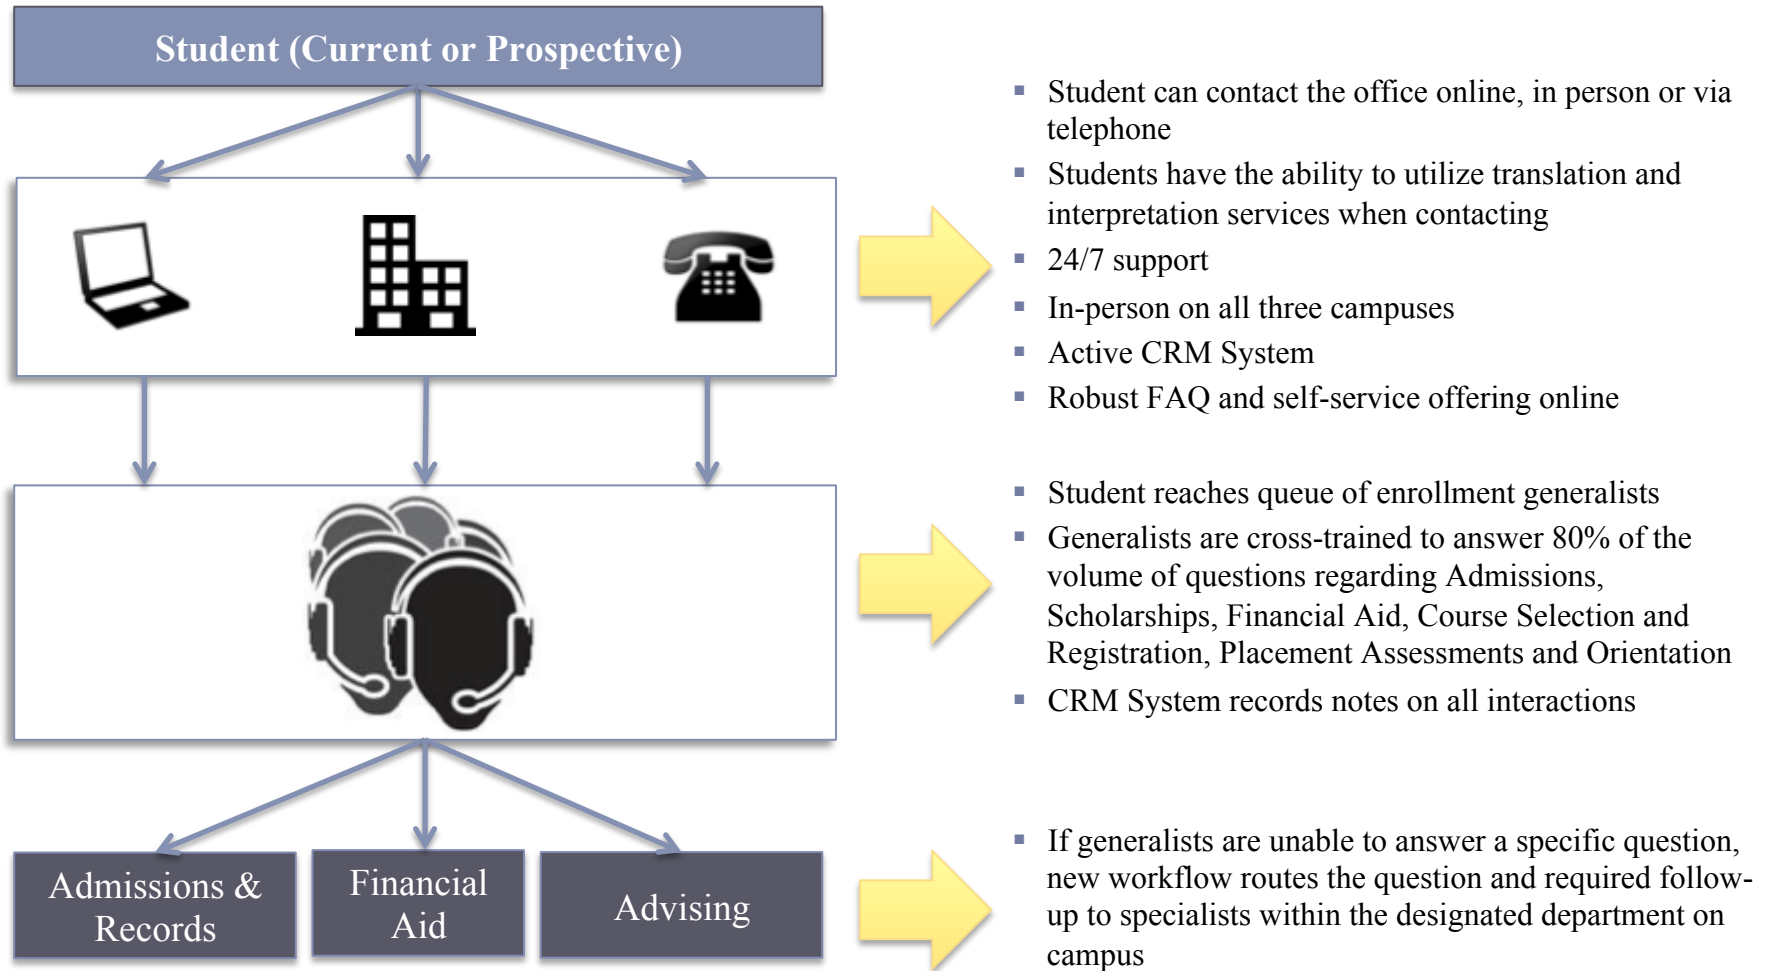 Student (Current or Prospective)
▪ Student can contact the office online, in person or via
telephone
▪ Students have the ability to utilize translation and
interpretation services when contacting
▪ 24/7 support
▪ In-person on all three campuses
▪ Active CRM System
▪ Robust FAQ and self-service offering online
▪ Student reaches queue of enrollment generalists
▪ Generalists are cross-trained to answer 80% of the
volume of questions regarding Admissions,
Scholarships, Financial Aid, Course Selection and
Registration, Placement Assessments and Orientation
▪ CRM System records notes on all interactions
Admissions &
Records
Financial
Aid
Advising
▪ If generalists are unable to answer a specific question,
new workflow routes the question and required follow-
up to specialists within the designated department on
campus